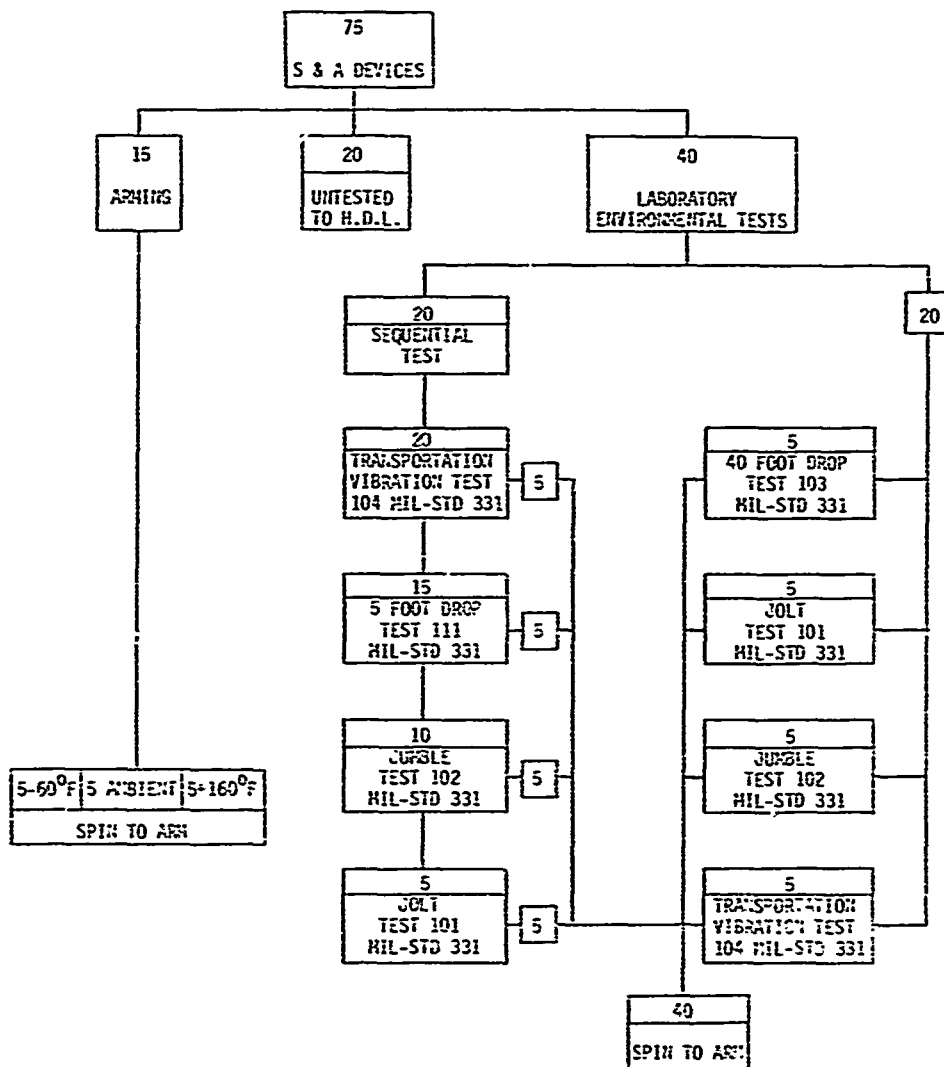 75
S & A DEVICES
15
ARMING
20
UNTESTED
TO H.D.L.
40
LABORATORY
ENVIRONMENTAL TESTS
20
SEQUENTIAL
TEST
20
20
TRANSPORTATION
VIBRATION TEST
104 MIL-STD 331
5
5
40 FOOT DROP
TEST 103
MIL-STD 331
15
5 FOOT DROP
TEST 111
MIL-STD 331
5
5
JOLT
TEST 101
MIL-STD 331
10
JUMBLE
TEST 102
MIL-STD 331
5
5
JUMBLE
TEST 102
MIL-STD 331
5-60°F 5 AMBIENT 5+160°F
SPIN TO ARM
5
JOLT
TEST 101
MIL-STD 331
5
5
TRANSPORTATION
VIBRATION TEST
104 MIL-STD 331
40
SPIN TO ARM